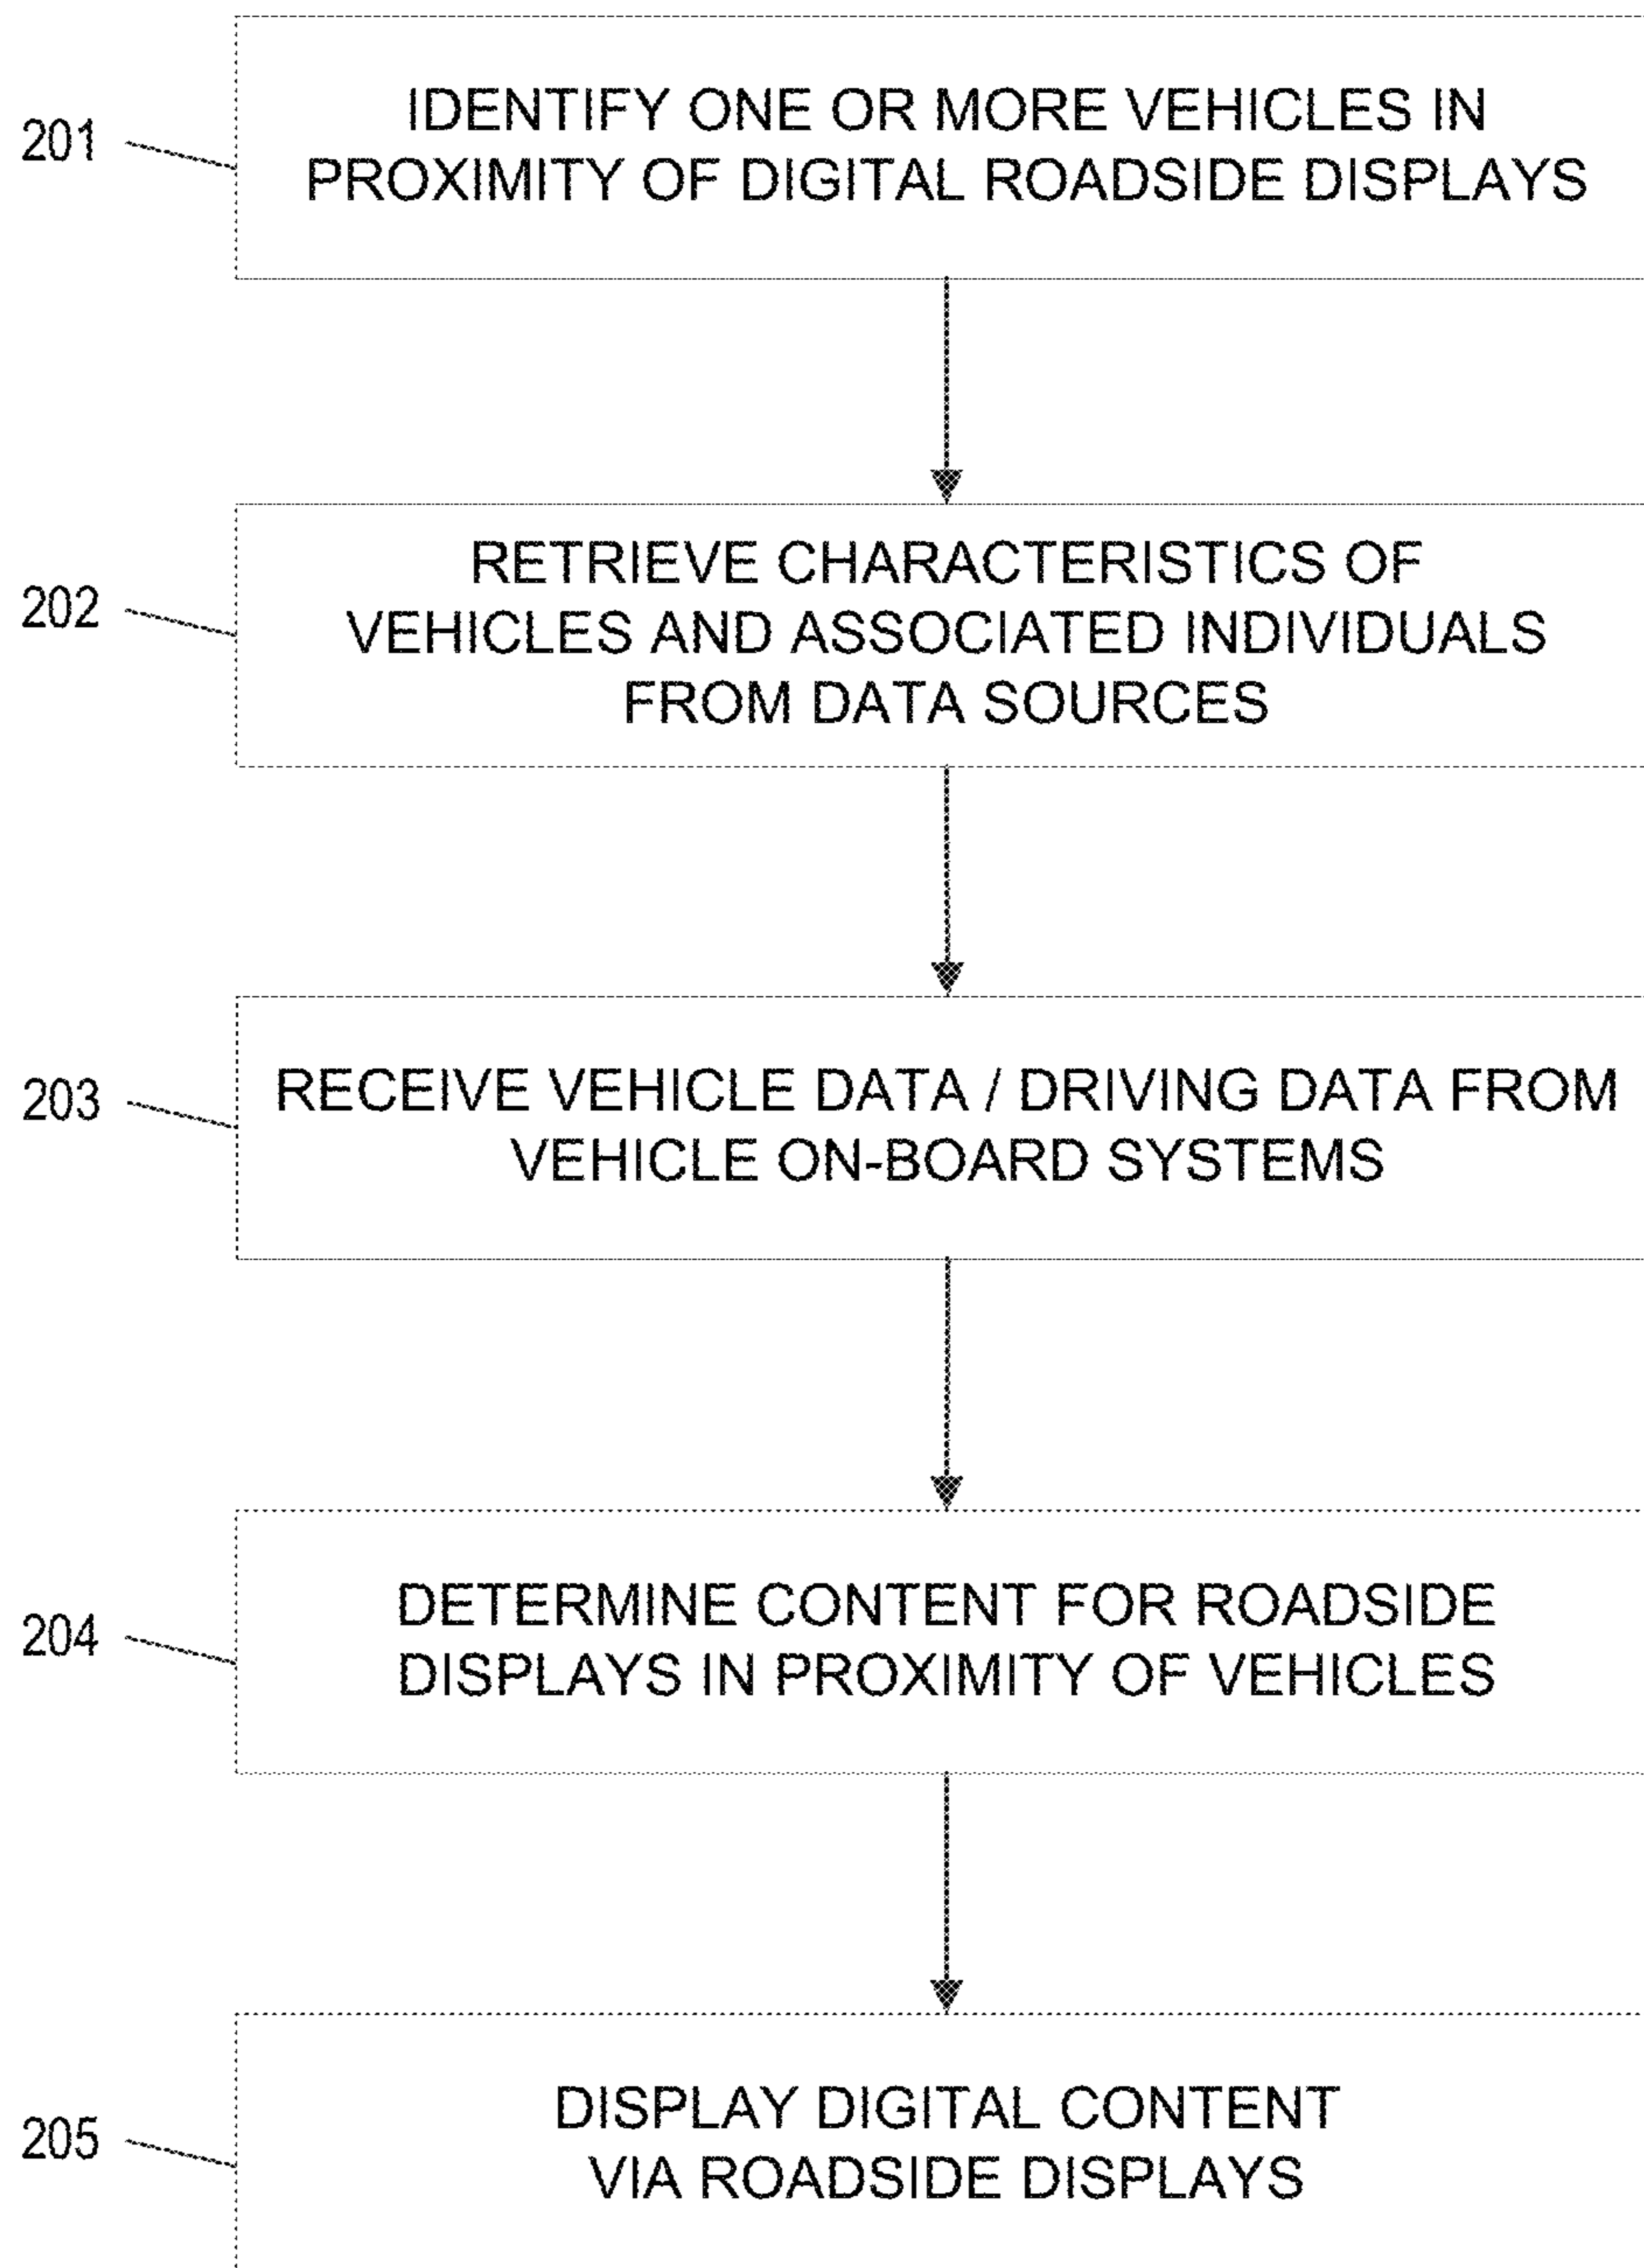 201
IDENTIFY ONE OR MORE VEHICLES IN
PROXIMITY OF DIGITAL ROADSIDE DISPLAYS
202
RETRIEVE CHARACTERISTICS OF
VEHICLES AND ASSOCIATED INDIVIDUALS
FROM DATA SOURCES
203
RECEIVE VEHICLE DATA / DRIVING DATA FROM
VEHICLE ON-BOARD SYSTEMS
204
DETERMINE CONTENT FOR ROADSIDE
DISPLAYS IN PROXIMITY OF VEHICLES
205
DISPLAY DIGITAL CONTENT
VIA ROADSIDE DISPLAYS